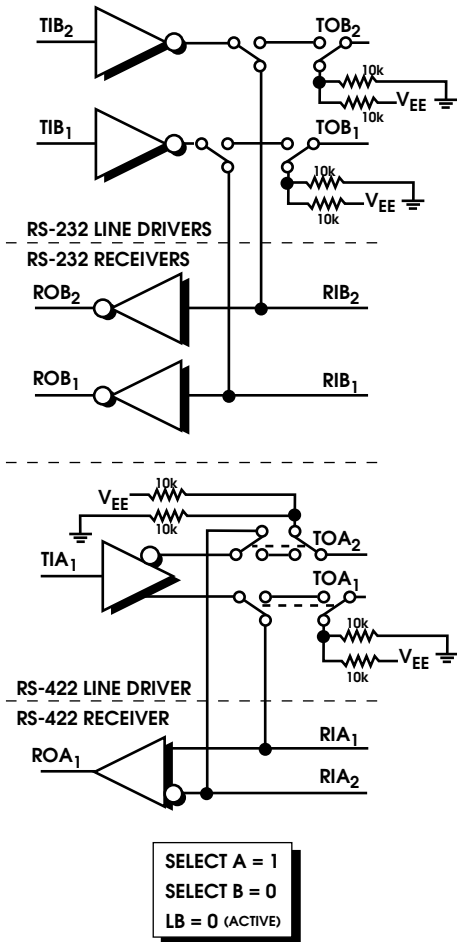 TIB2
TOB2
10k
10k
VEE
TIB1
TOB1
10k
10k
VEE
RS-232 LINE DRIVERS
RS-232 RECEIVERS
ROB2
RIB2
ROB1
RIB1
10k
VEE
10k
TOA2
TIA1
TOA1
10k
10k
VEE
RS-422 LINE DRIVER
RS-422 RECEIVER
RIA1
ROA1
RIA2
SELECT A = 1
SELECT B = 0
LB = 0 (ACTIVE)